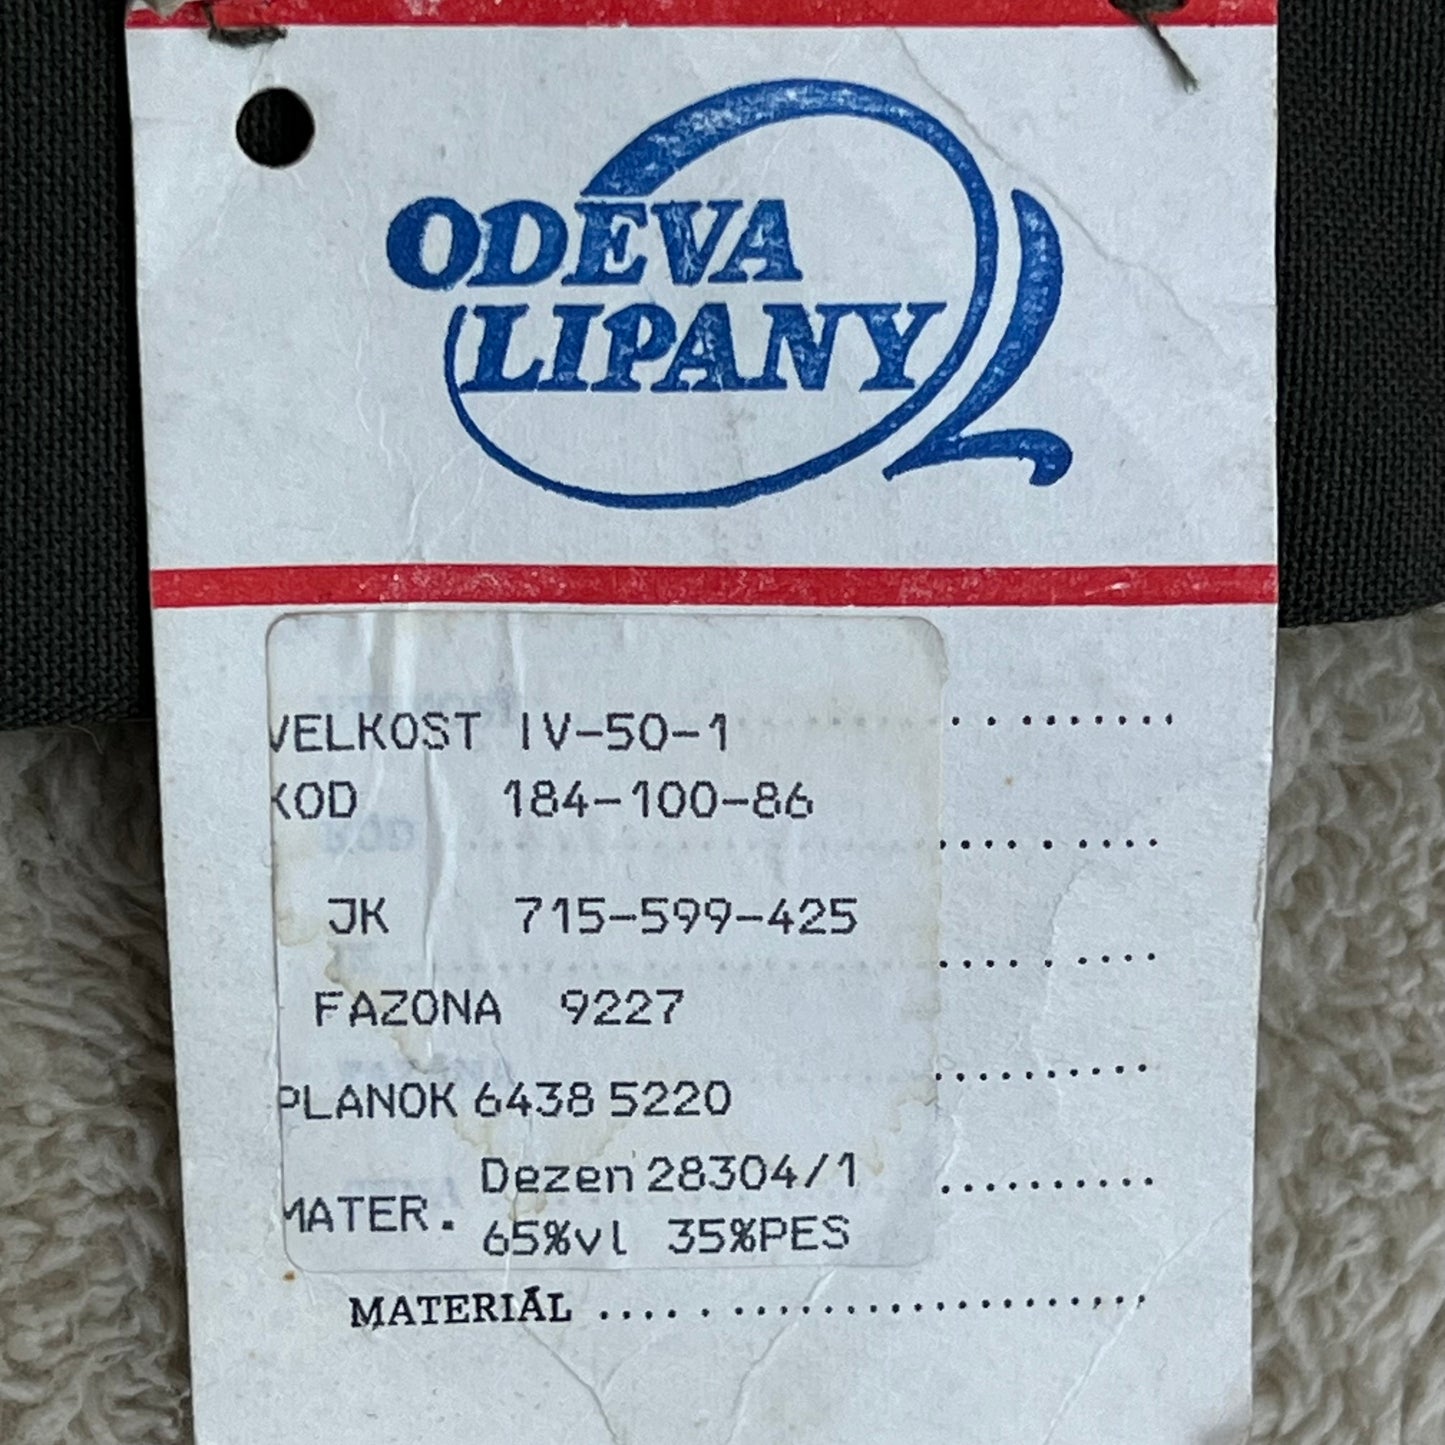 ODEVA
LIPANY
VELKOST IV-50-1
KOD 184-100-86
JK 715-599-425
FAZONA 9227
PLANOK 6438 5220
Dezen 28304/1
MATER. 65%vl 35%PES
MATERIÁL ..............................